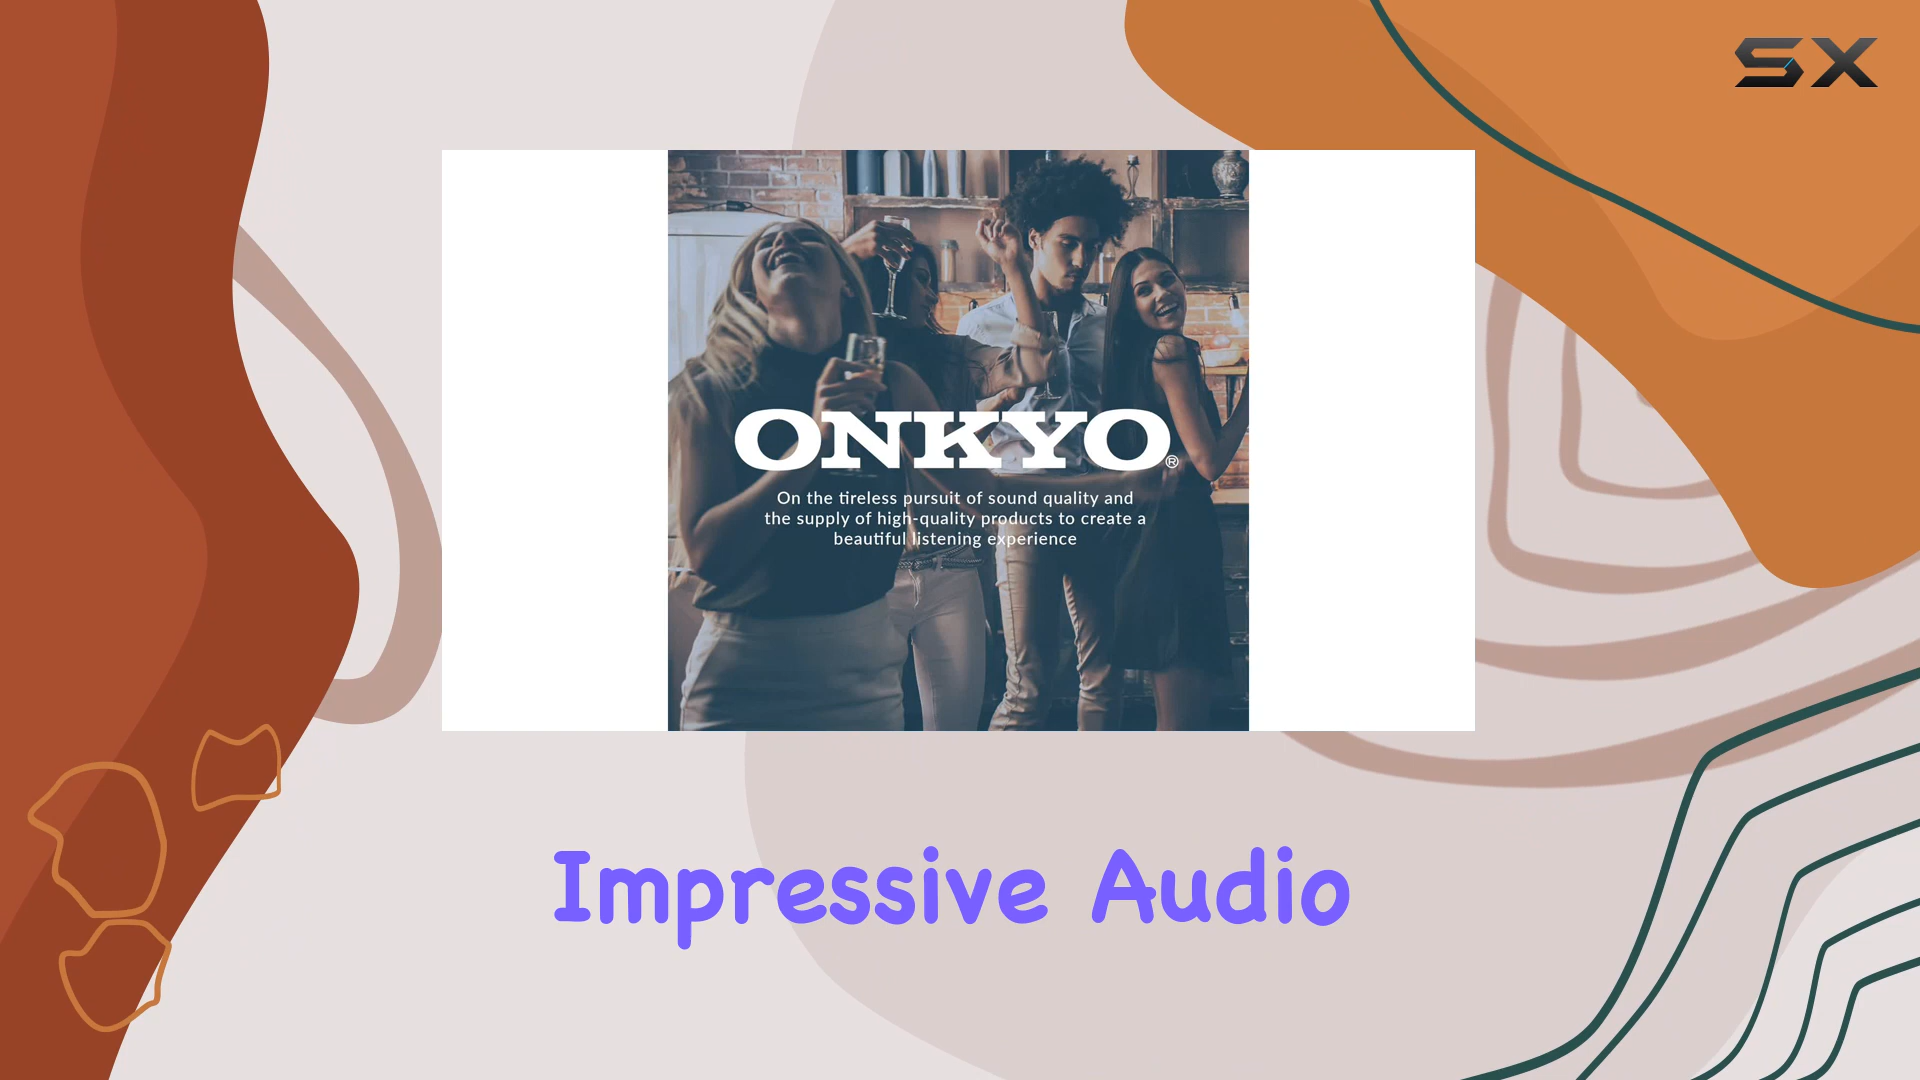 SX
ONKYO®
On the tireless pursuit of sound quality and
the supply of high-quality products to create a
beautiful listening experience
Impressive Audio